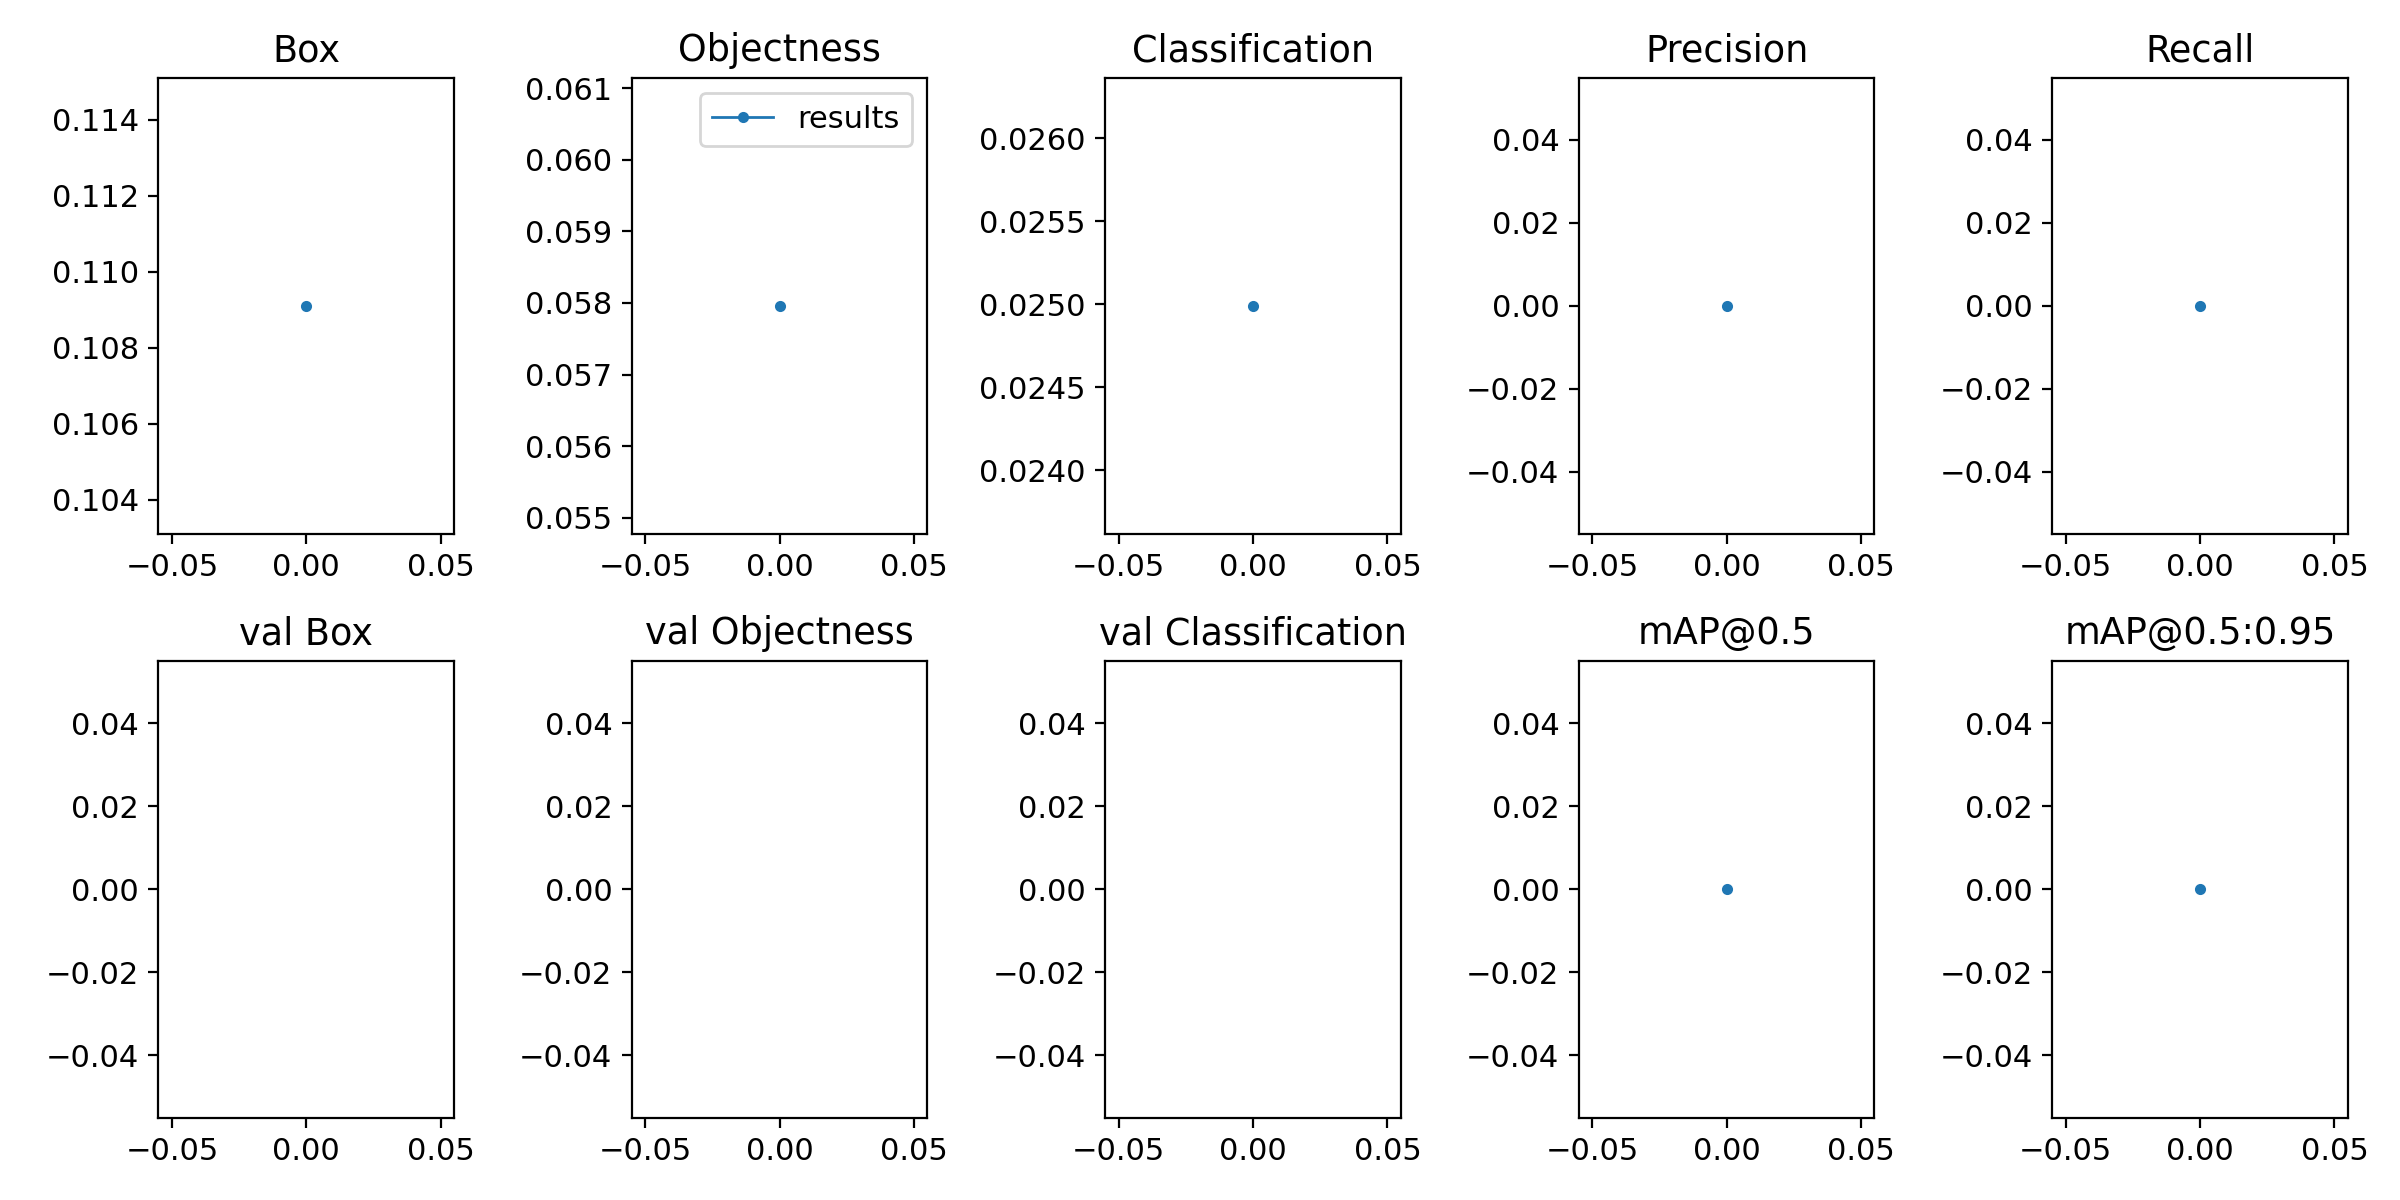 Box Objectness Classification Precision Recall
0.114 0.061 results 0.0260 0.04 0.04
0.112 0.060 0.0255 0.02 0.02
0.110 0.059 0.0250 0.00 0.00
0.108 0.058 0.0245 −0.02 −0.02
0.106 0.057 0.0240 −0.04 −0.04
0.104 0.056
0.055
−0.05 0.00 0.05 −0.05 0.00 0.05 −0.05 0.00 0.05 −0.05 0.00 0.05 −0.05 0.00 0.05
val Box val Objectness val Classification mAP@0.5 mAP@0.5:0.95
0.04 0.04 0.04 0.04 0.04
0.02 0.02 0.02 0.02 0.02
0.00 0.00 0.00 0.00 0.00
−0.02 −0.02 −0.02 −0.02 −0.02
−0.04 −0.04 −0.04 −0.04 −0.04
−0.05 0.00 0.05 −0.05 0.00 0.05 −0.05 0.00 0.05 −0.05 0.00 0.05 −0.05 0.00 0.05